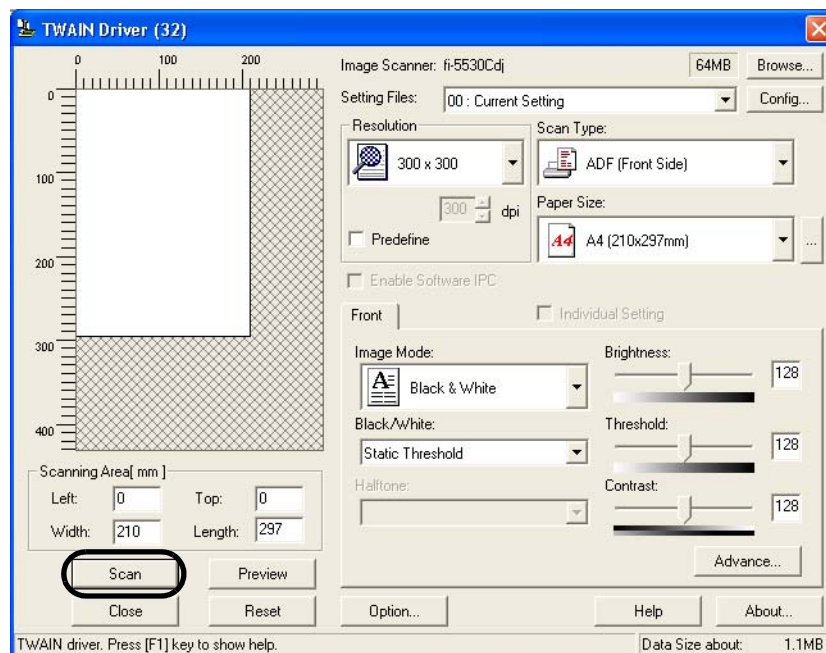 TWAIN Driver (32)
0 100 200
0
100
200
300
400
Image Scanner: fi-5530Cdj 64MB Browse...
Setting Files: 00 : Current Setting Config...
Resolution
300 x 300
300 dpi
Predefine
Scan Type:
ADF (Front Side)
Paper Size:
A4 A4 (210x297mm) ...
Enable Software IPC
Front Individual Setting
Image Mode:
A Black & White
Black/White:
Static Threshold
Halftone:
Brightness:
128
Threshold:
128
Contrast:
128
Advance...
Scanning Area[ mm ]
Left: 0 Top: 0
Width: 210 Length: 297
Scan Preview
Close Reset Option... Help About...
TWAIN driver. Press [F1] key to show help. Data Size about: 1.1MB